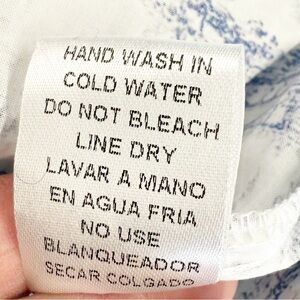 HAND WASH IN
COLD WATER
DO NOT BLEACH
LINE DRY
LAVAR A MANO
EN AGUA FRIA
NO USE
BLANQUEADOR
SECAR COLGADO